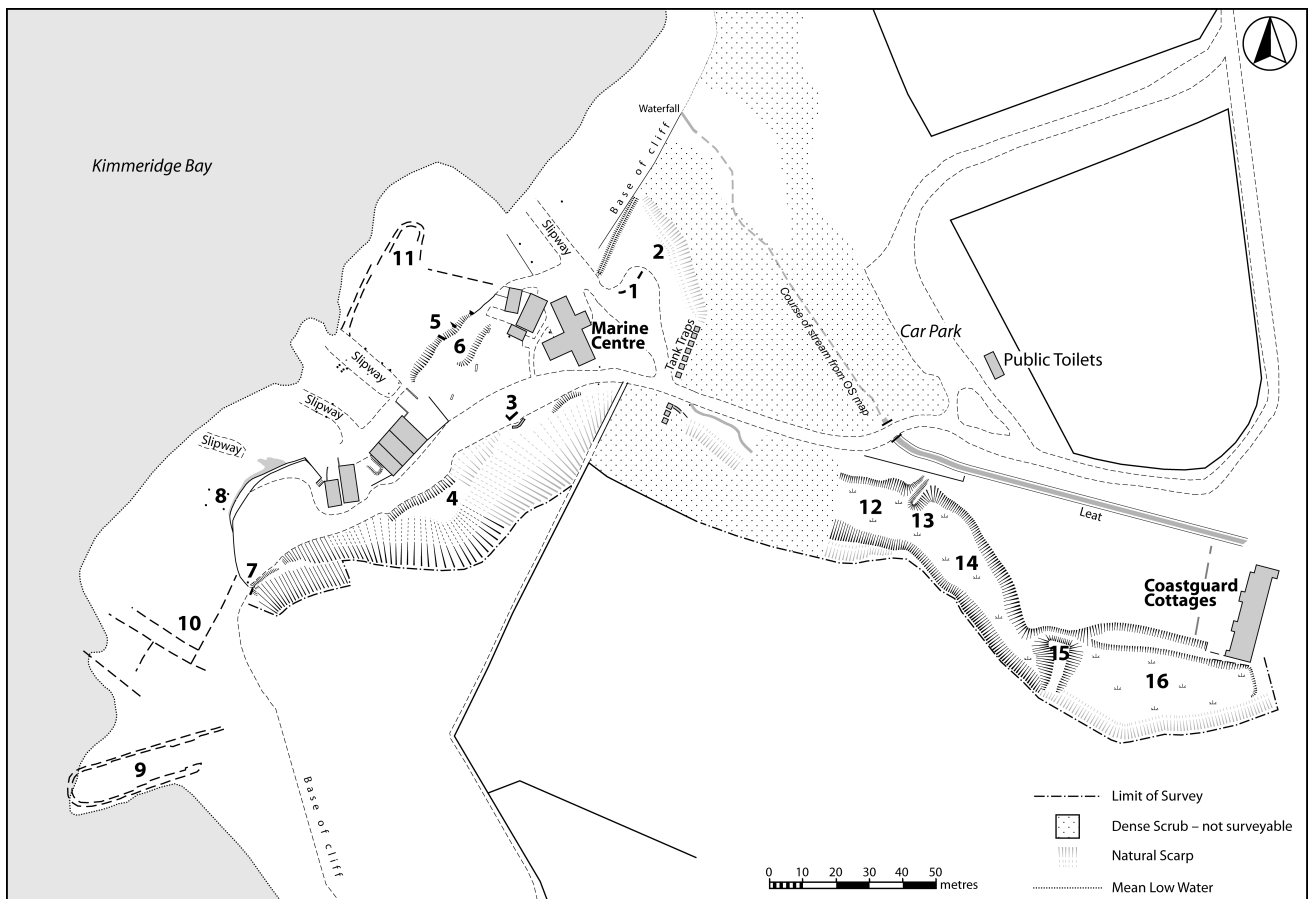 Waterfall
Kimmeridge Bay
Base of cliff
Slipway
2
11
1
Course of stream from OS map
5
6
Marine
Centre
Tank Traps
Car Park
Public Toilets
Slipway
3
Slipway
Slipway
8
4
12
13
Leat
14
7
Coastguard
Cottages
10
15
16
9
Base of cliff
Limit of Survey
Dense Scrub – not surveyable
Natural Scarp
Mean Low Water
0 10 20 30 40 50
metres